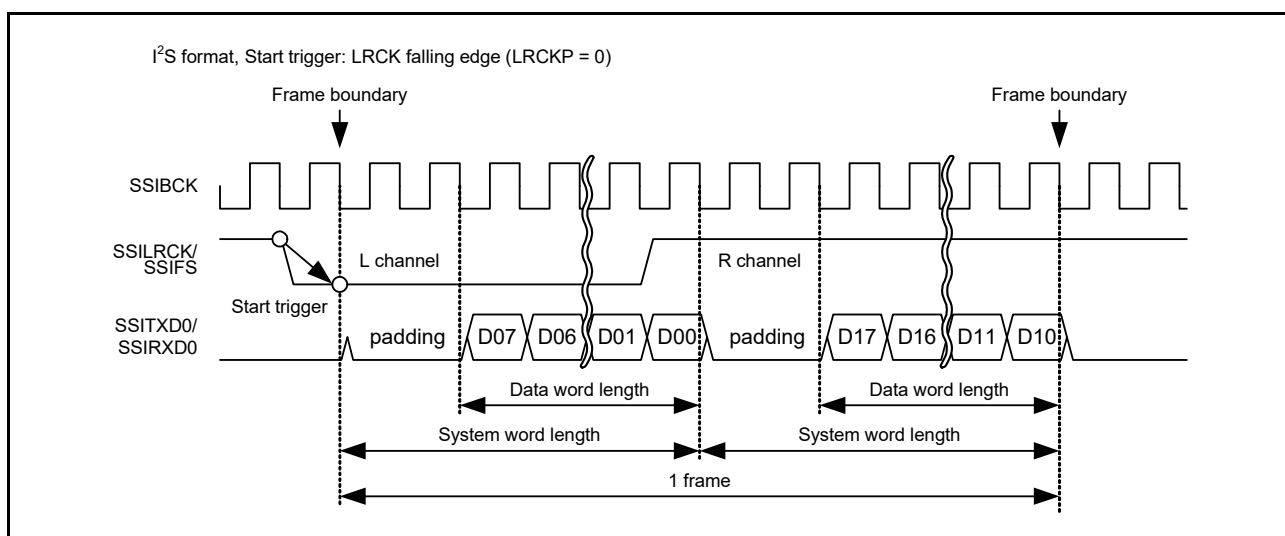 I²S format, Start trigger: LRCK falling edge (LRCKP = 0)
Frame boundary Frame boundary
SSIBCK
SSILRCK/
SSIFS
L channel R channel
Start trigger
SSITXD0/
SSIRXD0
padding D07 D06 D01 D00 padding D17 D16 D11 D10
Data word length Data word length
System word length System word length
1 frame